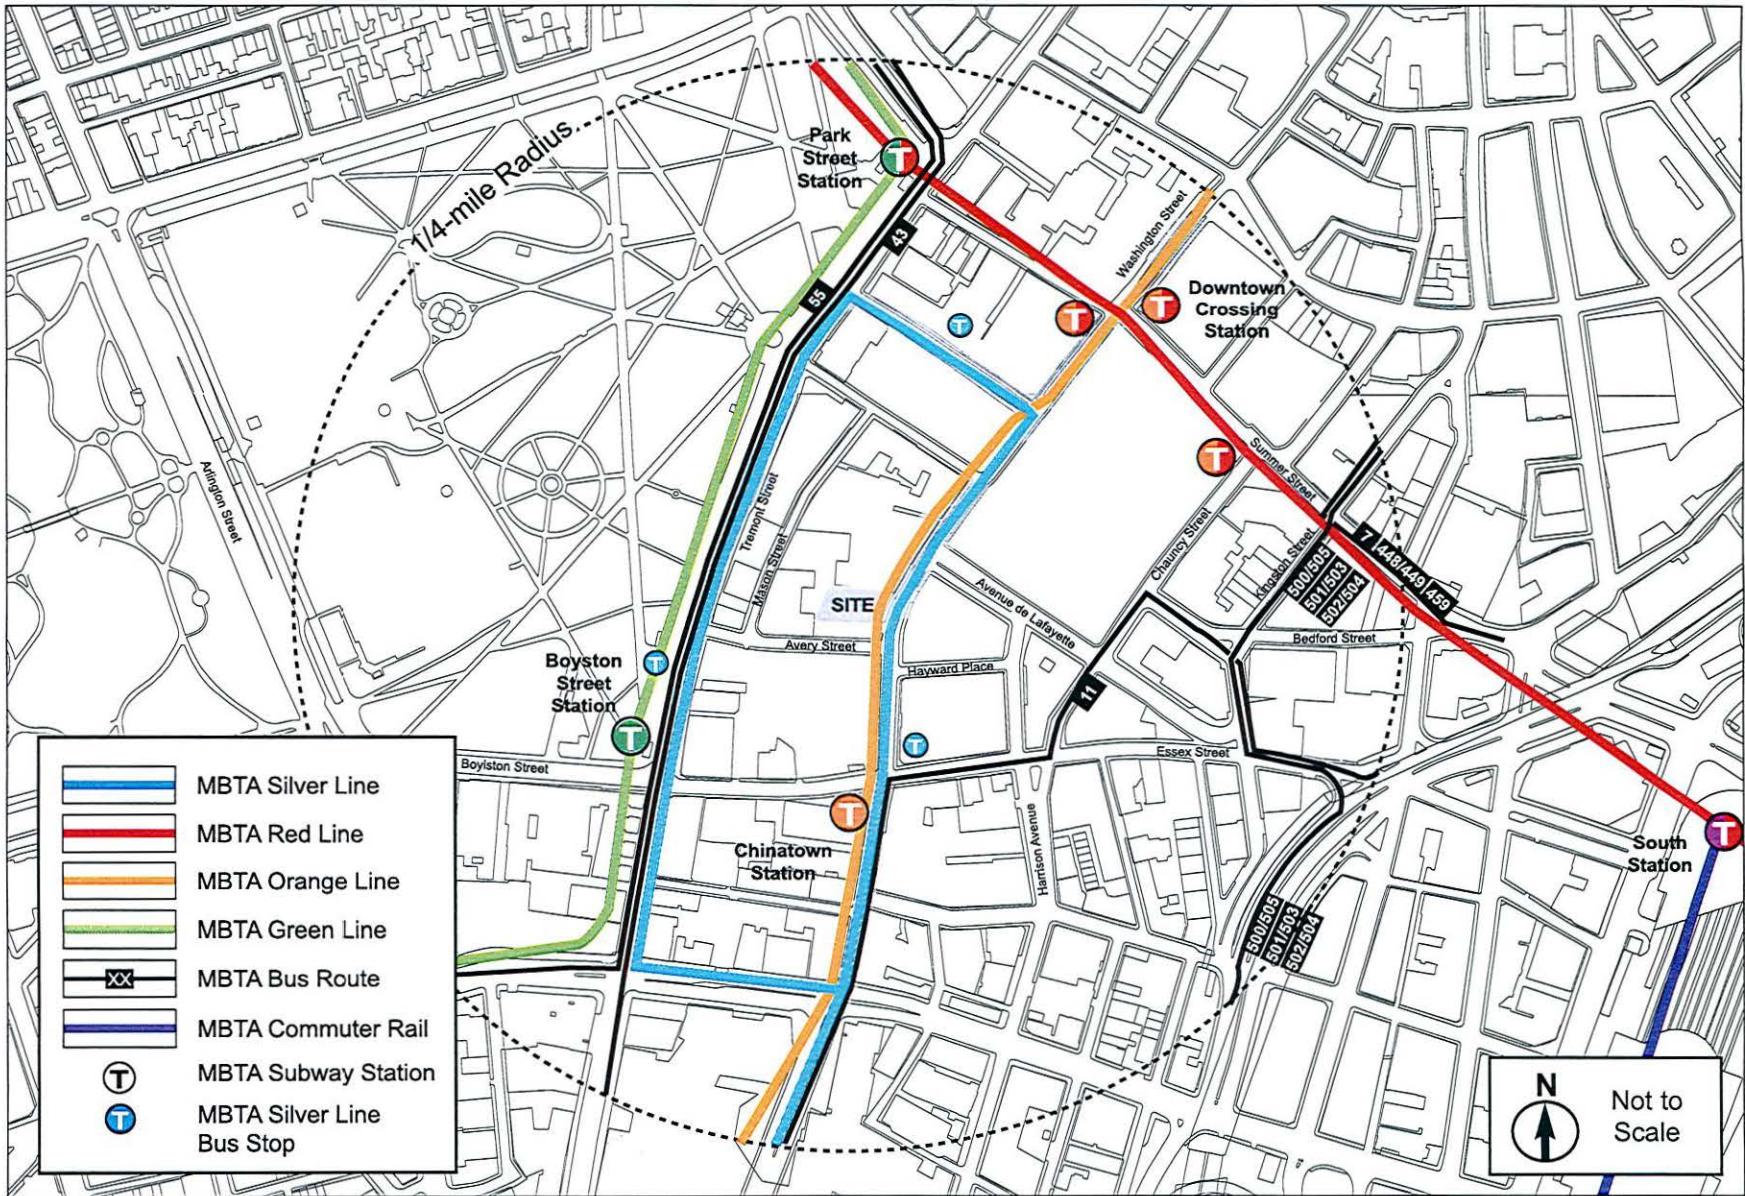 1/4-mile Radius
Park
Street
Station
T
43
55
Washington Street
T
T
T
Downtown
Crossing
Station
T
Summer Street
Arlington Street
Tremont Street
Mason Street
Chauncy Street
Kingston Street
7 448/449 459
500/505
501/503
502/504
SITE
Avenue de Lafayette
Bedford Street
Avery Street
Hayward Place
Boyston
Street
Station
T
T
11
T
Essex Street
Boylston Street
T
Chinatown
Station
Harrison Avenue
South
Station
T
500/505
501/503
502/504
MBTA Silver Line
MBTA Red Line
MBTA Orange Line
MBTA Green Line
XX
MBTA Bus Route
MBTA Commuter Rail
T
MBTA Subway Station
T
MBTA Silver Line
Bus Stop
N
Not to
Scale